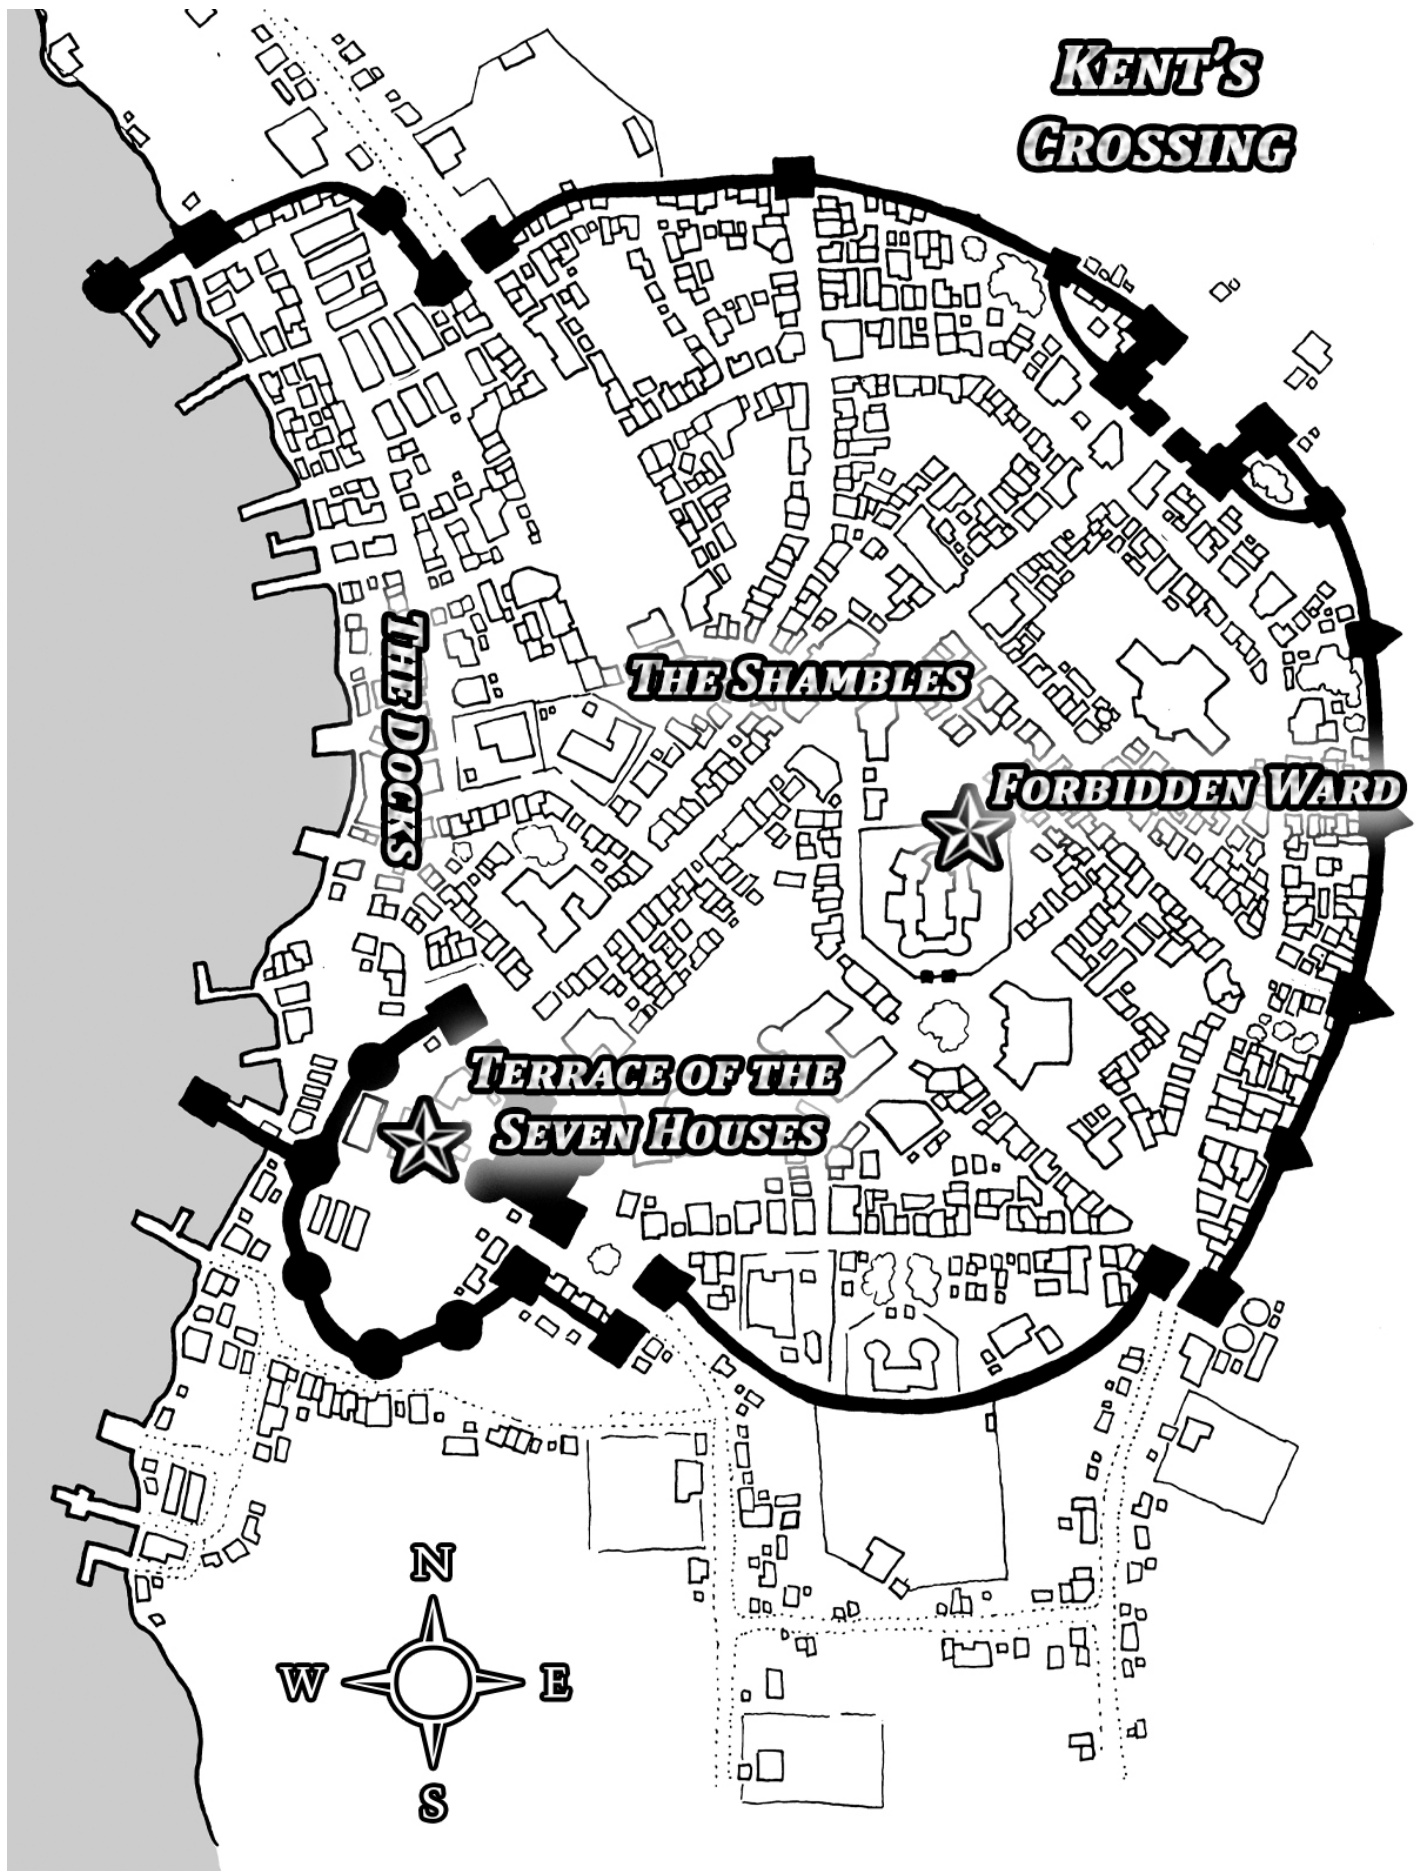 KENT'S
CROSSING
THE DOCKS
THE SHAMBLES
FORBIDDEN WARD
TERRACE OF THE
SEVEN HOUSES
N
W
E
S